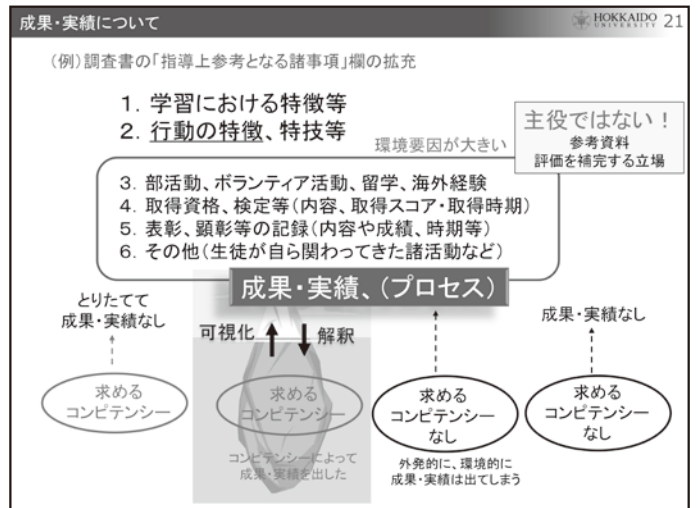 成果・実績について
HOKKAIDO
UNIVERSITY
21
(例)調査書の「指導上参考となる諸事項」欄の拡充
1. 学習における特徴等
2. 行動の特徴、特技等
環境要因が大きい
主役ではない!
参考資料
評価を補完する立場
3. 部活動、ボランティア活動、留学、海外経験
4. 取得資格、検定等(内容、取得スコア・取得時期)
5. 表彰、顕彰等の記録(内容や成績、時期等)
6. その他(生徒が自ら関わってきた諸活動など)
成果・実績、(プロセス)
とりたてて
成果・実績なし
可視化
解釈
成果・実績なし
求める
コンピテンシー
求める
コンピテンシー
求める
コンピテンシー
なし
求める
コンピテンシー
なし
コンピテンシーによって
成果・実績を出した
外発的に、環境的に
成果・実績は出てしまう